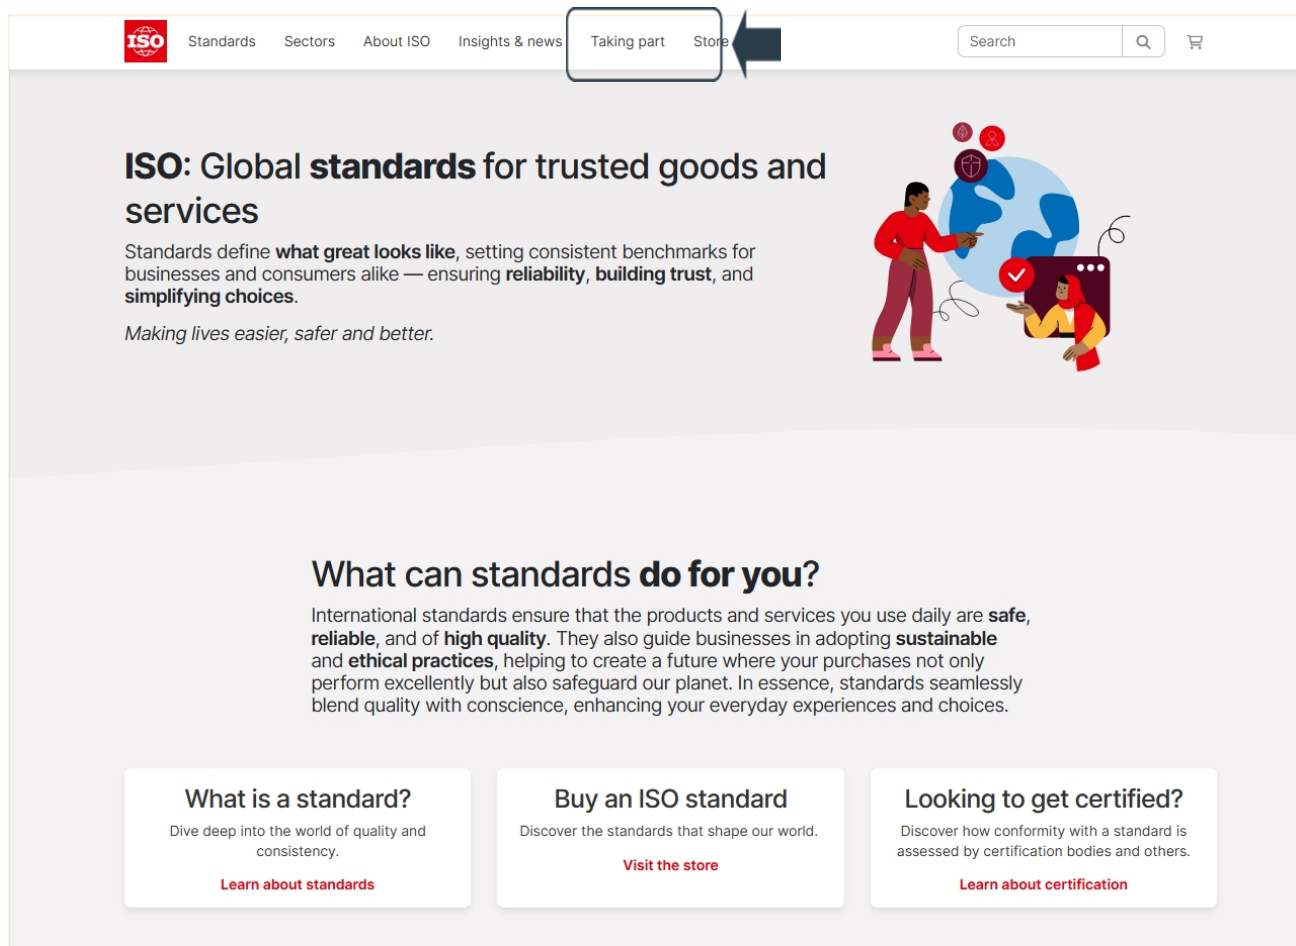 ISO Standards Sectors About ISO Insights & news Taking part Store Search
ISO: Global standards for trusted goods and
services
Standards define what great looks like, setting consistent benchmarks for
businesses and consumers alike — ensuring reliability, building trust, and
simplifying choices.
Making lives easier, safer and better.
What can standards do for you?
International standards ensure that the products and services you use daily are safe,
reliable, and of high quality. They also guide businesses in adopting sustainable
and ethical practices, helping to create a future where your purchases not only
perform excellently but also safeguard our planet. In essence, standards seamlessly
blend quality with conscience, enhancing your everyday experiences and choices.
What is a standard?
Dive deep into the world of quality and
consistency.
Learn about standards
Buy an ISO standard
Discover the standards that shape our world.
Visit the store
Looking to get certified?
Discover how conformity with a standard is
assessed by certification bodies and others.
Learn about certification